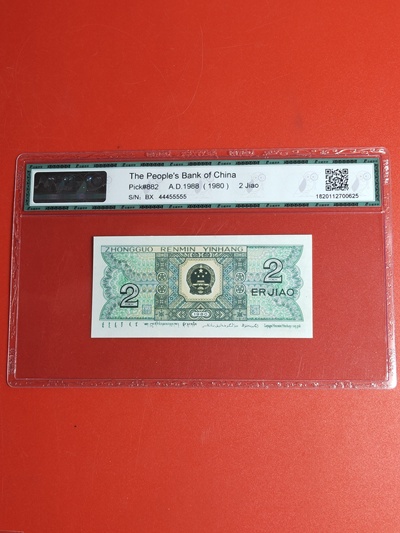 The People's Bank of China
Pick#882 A.D.1988 ( 1980 ) 2 Jiao
S/N: BX 44455555
1820112700625
ZHONGGUO RENMIN YINHANG
2
2
ERJIAO
1980